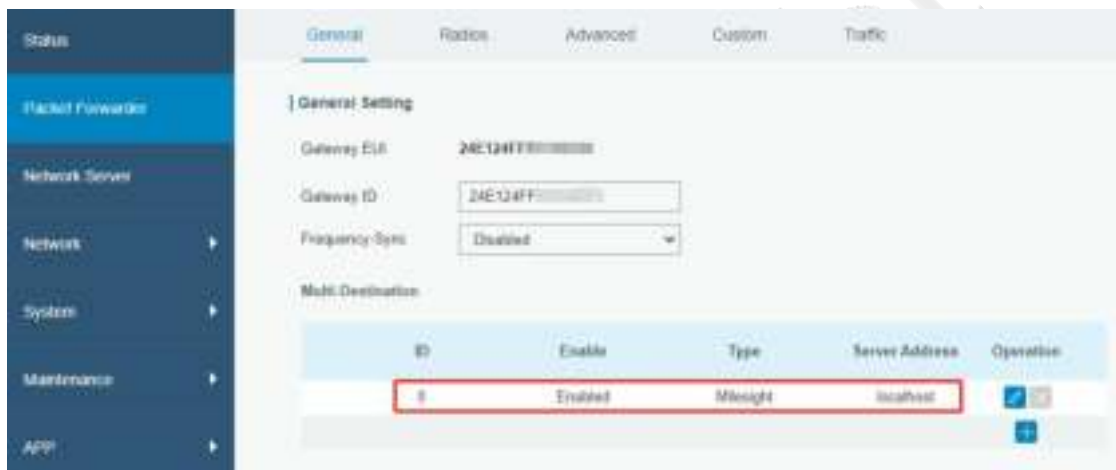 Status
General Radios Advanced Custom Traffic
Packet Forwarder
General Setting
Gateway EUI 24E124FF
Network Server
Gateway ID 24E124FF
Network
Frequency-Sync Disabled
Multi-Destination
System
ID Enable Type Server Address Operation
Maintenance
0 Enabled Milesight localhost
APP